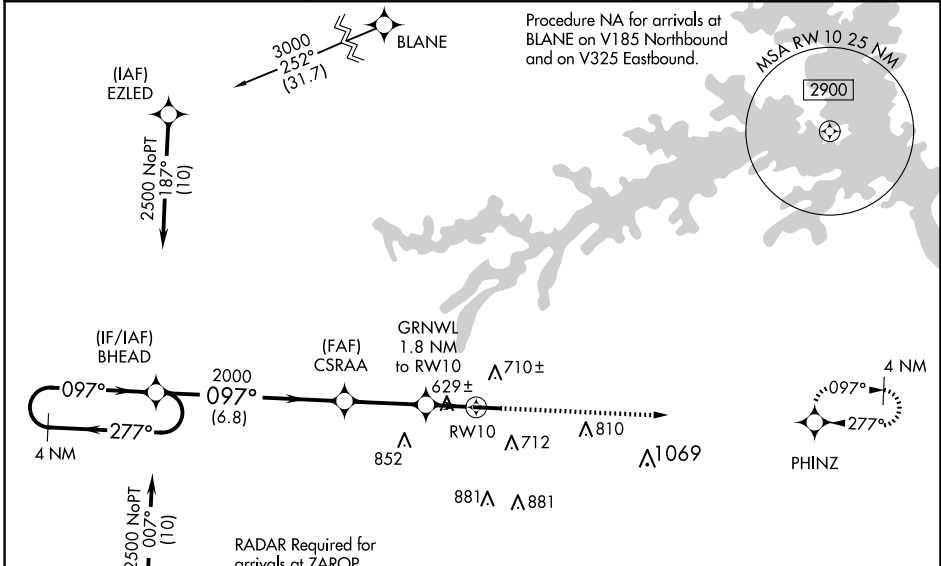 3000
252°
(31.7)
BLANE
Procedure NA for arrivals at
BLANE on V185 Northbound
and on V325 Eastbound.
MSA RW 10 25 NM
2900
(IAF)
EZLED
2500 NoPT
187°
(10)
(IF/IAF)
BHEAD
097°
277°
4 NM
2000
097°
(6.8)
(FAF)
CSRAA
GRNWL
1.8 NM
to RW10
629±
710±
RW10
852
712
810
1069
881
881
4 NM
097°
277°
PHINZ
2500 NoPT
007°
(10)
RADAR Required for
arrivals at ZAROP